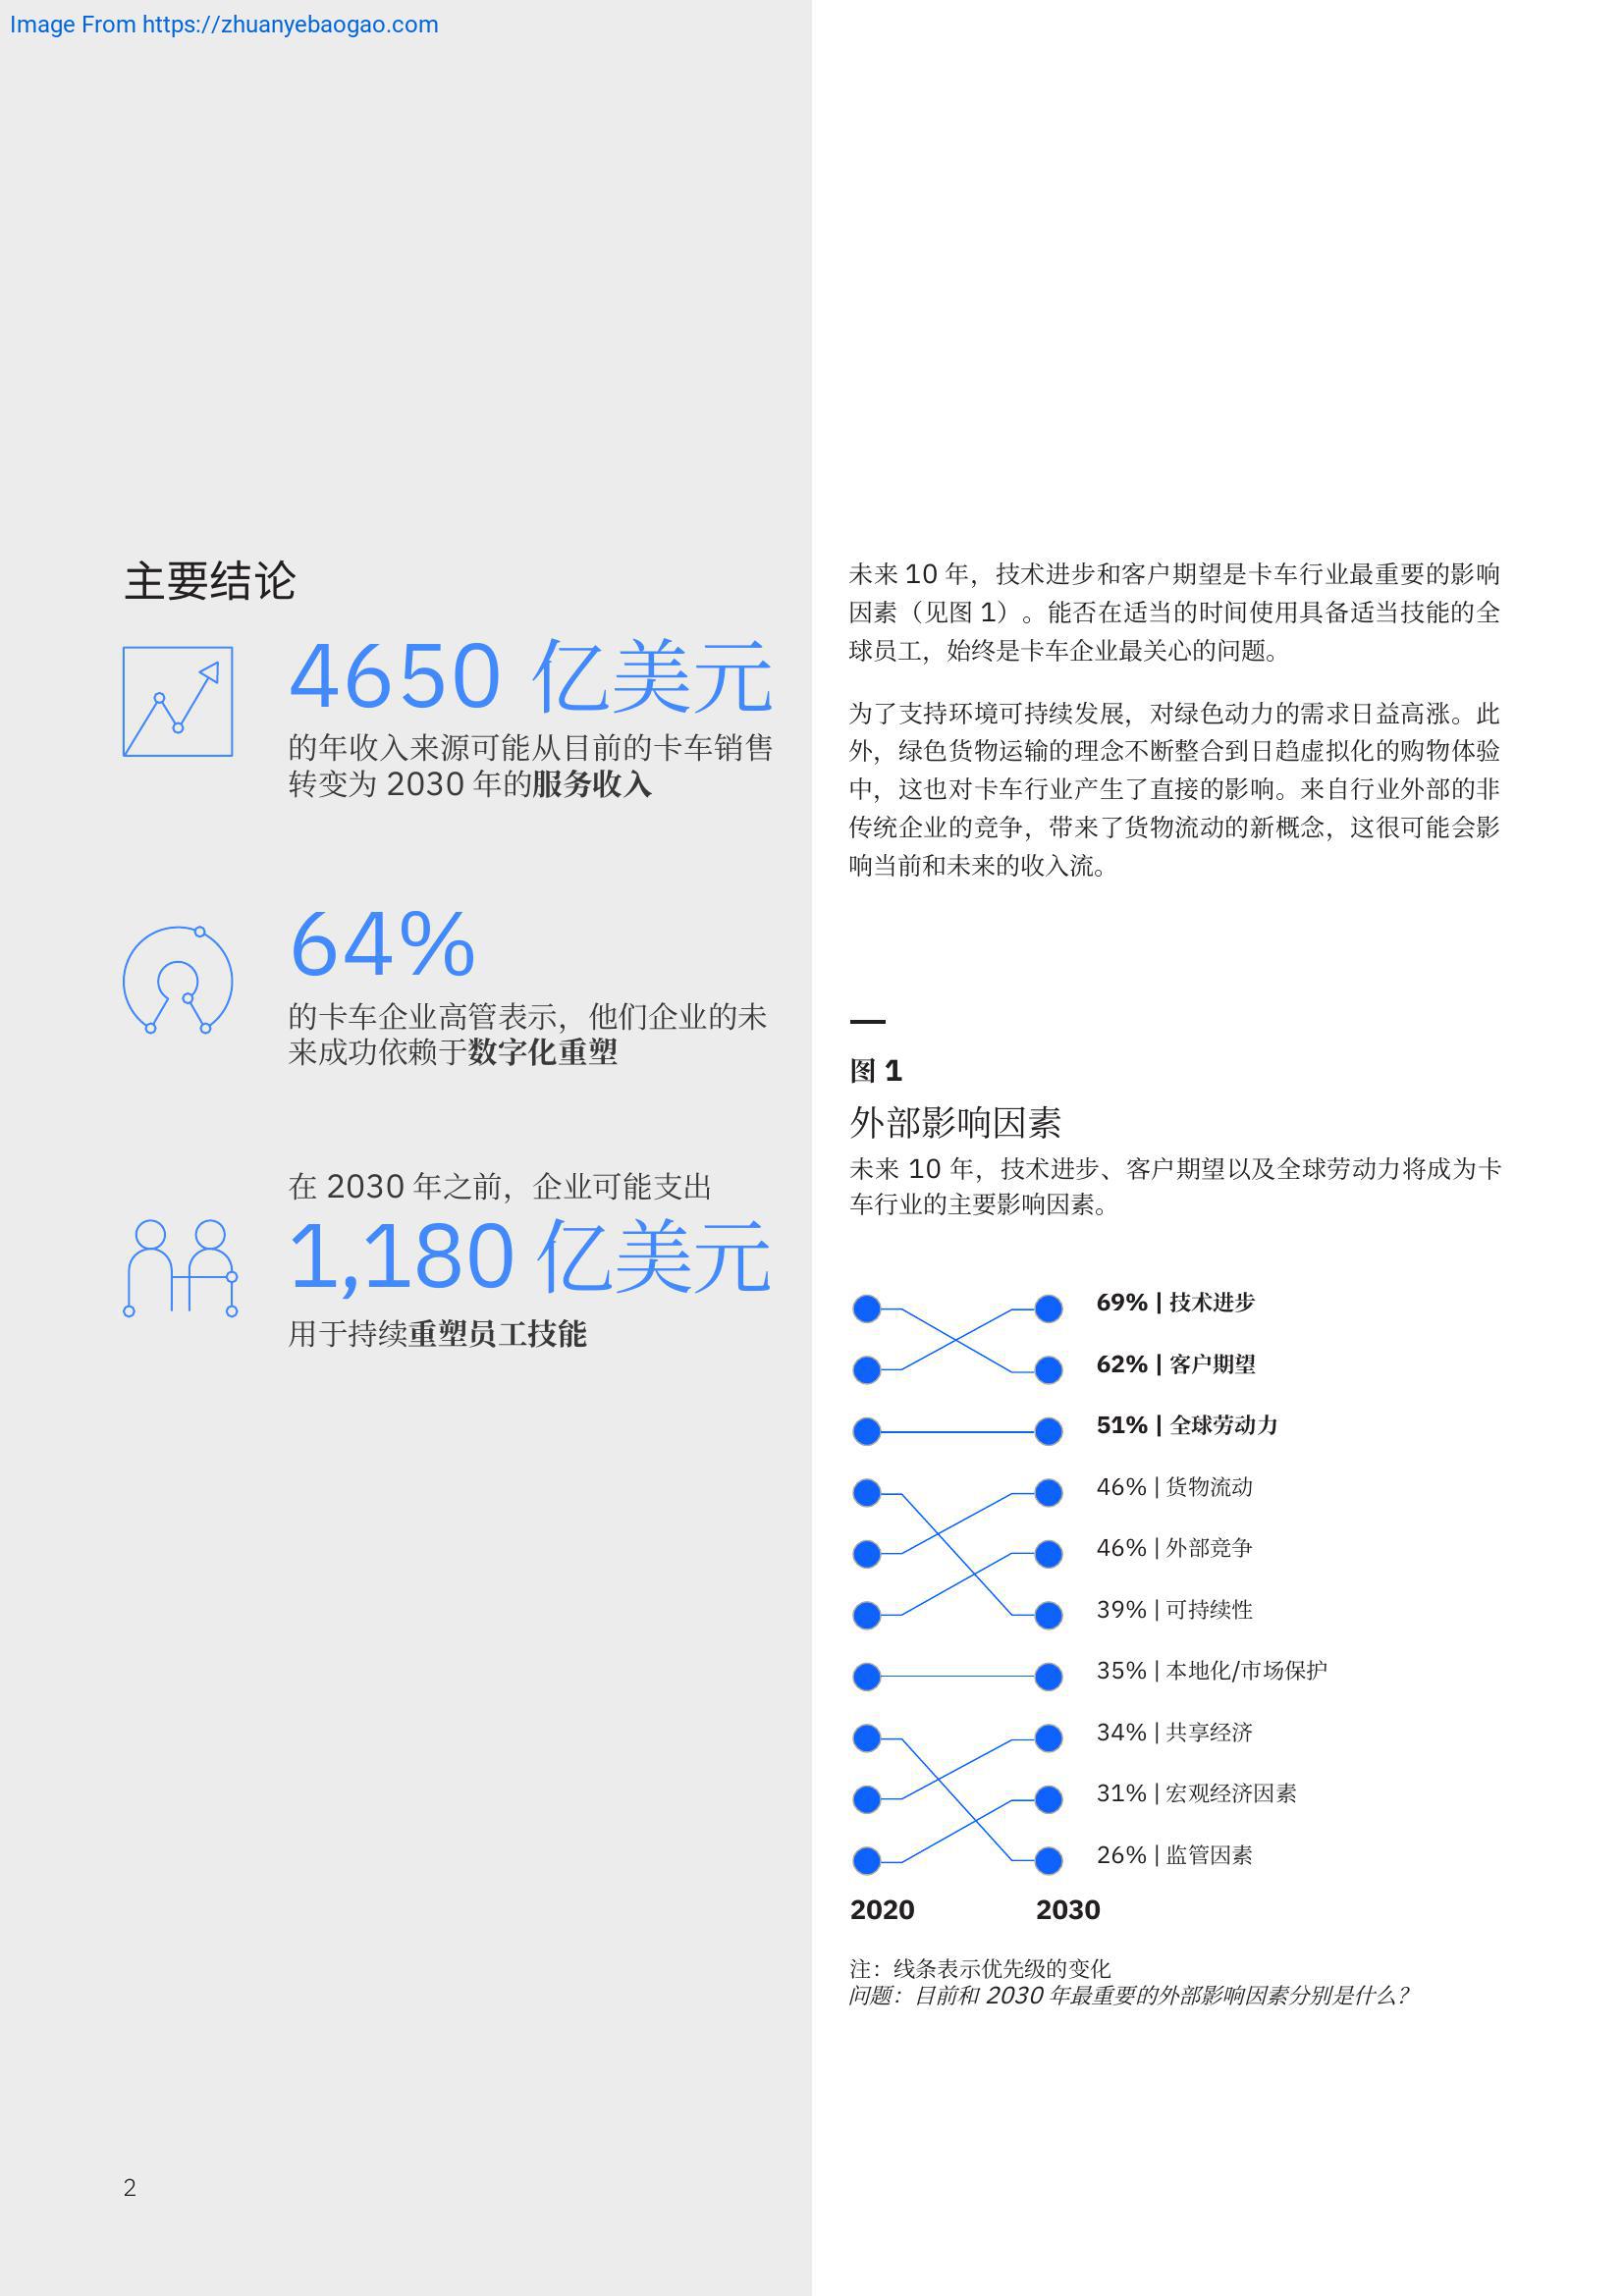 Image From https://zhuanyebaogao.com
主要结论
4650 亿美元
的年收入来源可能从目前的卡车销售
转变为 2030 年的服务收入
64%
的卡车企业高管表示，他们企业的未
来成功依赖于数字化重塑
在 2030 年之前，企业可能支出
1,180 亿美元
用于持续重塑员工技能
2
未来 10 年，技术进步和客户期望是卡车行业最重要的影响
因素（见图 1）。能否在适当的时间使用具备适当技能的全
球员工，始终是卡车企业最关心的问题。
为了支持环境可持续发展，对绿色动力的需求日益高涨。此
外，绿色货物运输的理念不断整合到日趋虚拟化的购物体验
中，这也对卡车行业产生了直接的影响。来自行业外部的非
传统企业的竞争，带来了货物流动的新概念，这很可能会影
响当前和未来的收入流。
图 1
外部影响因素
未来 10 年，技术进步、客户期望以及全球劳动力将成为卡
车行业的主要影响因素。
69% | 技术进步
62% | 客户期望
51% | 全球劳动力
46% | 货物流动
46% | 外部竞争
39% | 可持续性
35% | 本地化/市场保护
34% | 共享经济
31% | 宏观经济因素
26% | 监管因素
2020 2030
注：线条表示优先级的变化
问题：目前和 2030 年最重要的外部影响因素分别是什么？